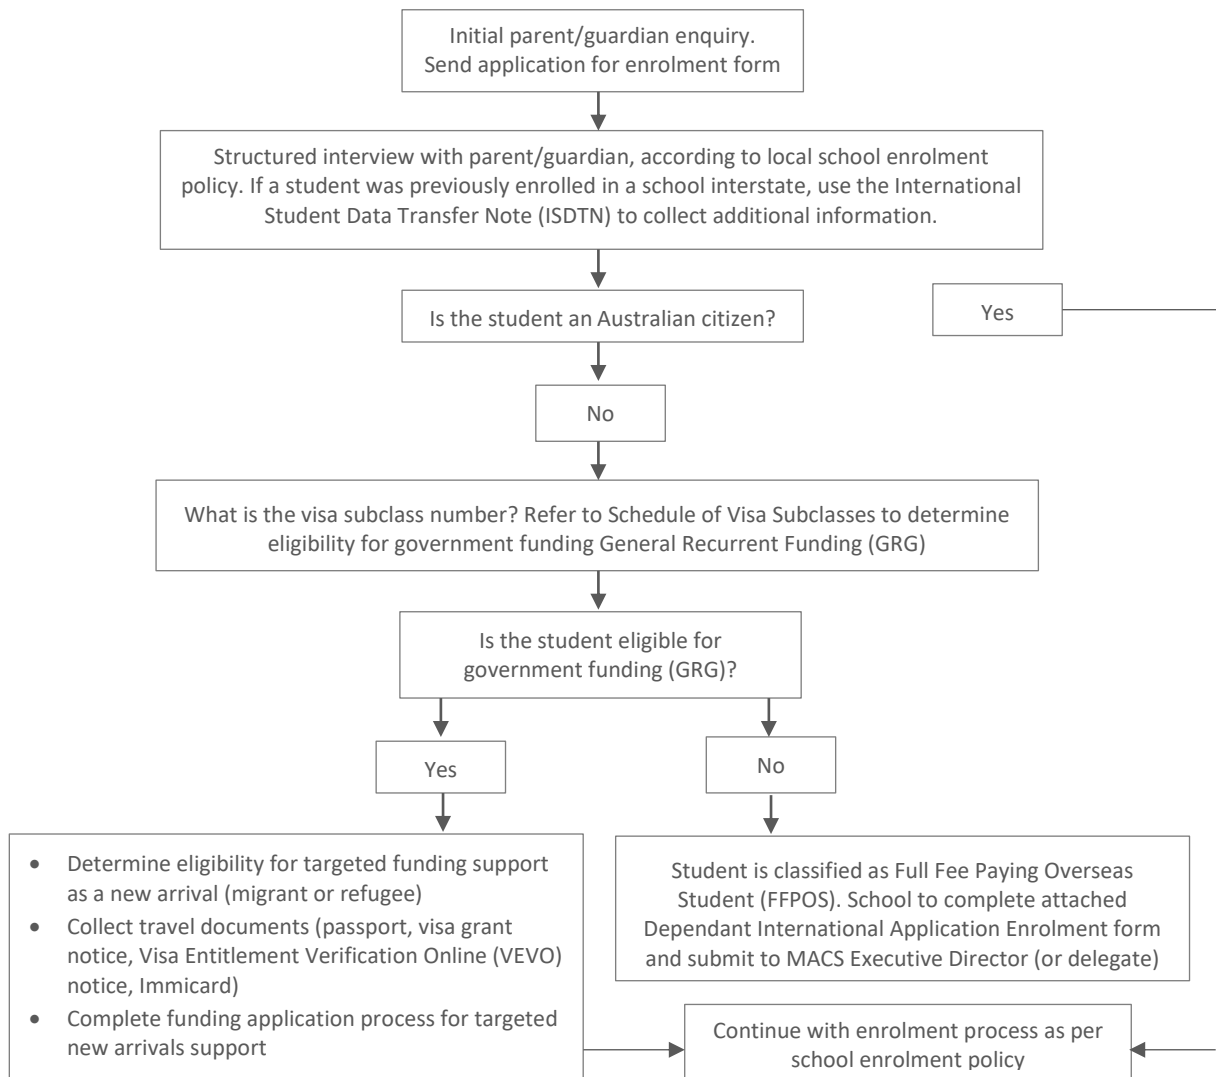 Initial parent/guardian enquiry.
Send application for enrolment form
Structured interview with parent/guardian, according to local school enrolment
policy. If a student was previously enrolled in a school interstate, use the International
Student Data Transfer Note (ISDTN) to collect additional information.
Is the student an Australian citizen?
Yes
No
What is the visa subclass number? Refer to Schedule of Visa Subclasses to determine
eligibility for government funding General Recurrent Funding (GRG)
Is the student eligible for
government funding (GRG)?
Yes
No
• Determine eligibility for targeted funding support
as a new arrival (migrant or refugee)
• Collect travel documents (passport, visa grant
notice, Visa Entitlement Verification Online (VEVO)
notice, Immicard)
• Complete funding application process for targeted
new arrivals support
Student is classified as Full Fee Paying Overseas
Student (FFPOS). School to complete attached
Dependant International Application Enrolment form
and submit to MACS Executive Director (or delegate)
Continue with enrolment process as per
school enrolment policy